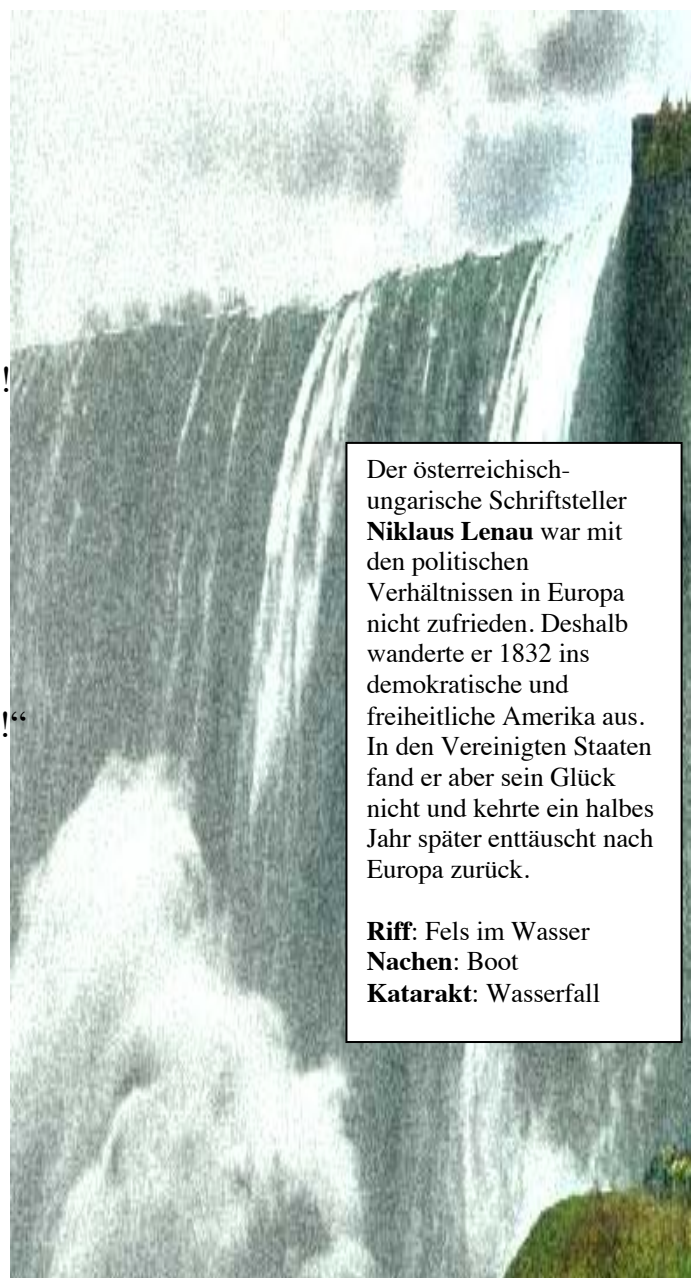 !
Der österreichisch-
ungarische Schriftsteller
Niklaus Lenau war mit
den politischen
Verhältnissen in Europa
nicht zufrieden. Deshalb
wanderte er 1832 ins
demokratische und
freiheitliche Amerika aus.
In den Vereinigten Staaten
fand er aber sein Glück
nicht und kehrte ein halbes
Jahr später enttäuscht nach
Europa zurück.
Riff: Fels im Wasser
Nachen: Boot
Katarakt: Wasserfall
!“